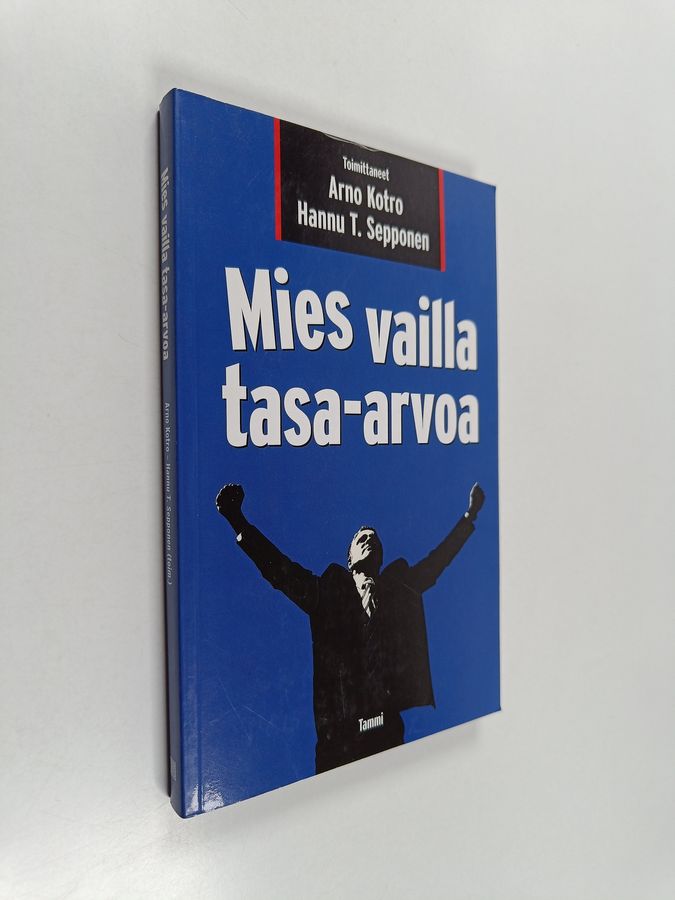 Toimittaneet
Arno Kotro
Hannu T. Sepponen
Mies vailla
tasa-arvoa
Tammi
Mies vailla tasa-arvoa
Arno Kotro – Hannu T. Sepponen (toim.)